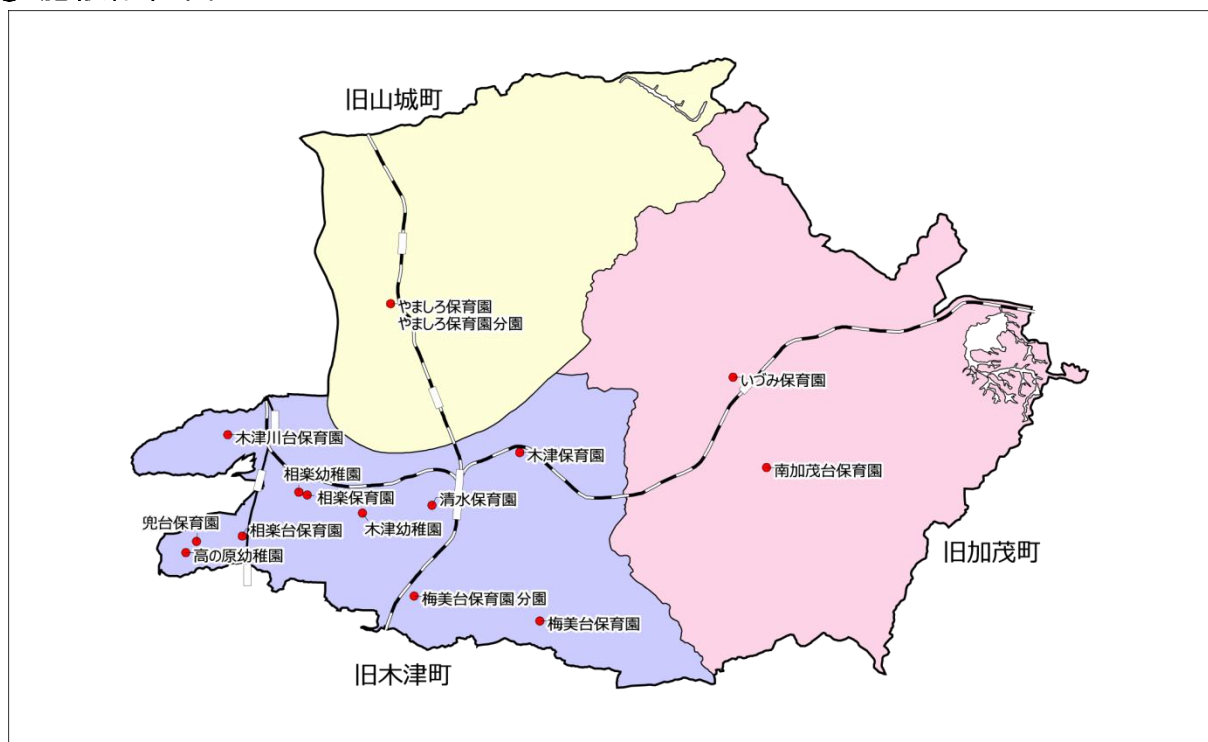 旧山城町
やましろ保育園
やましろ保育園分園
いづみ保育園
木津川台保育園
木津保育園
南加茂台保育園
相楽幼稚園
相楽保育園
清水保育園
木津幼稚園
兜台保育園
相楽台保育園
高の原幼稚園
旧加茂町
梅美台保育園分園
梅美台保育園
旧木津町